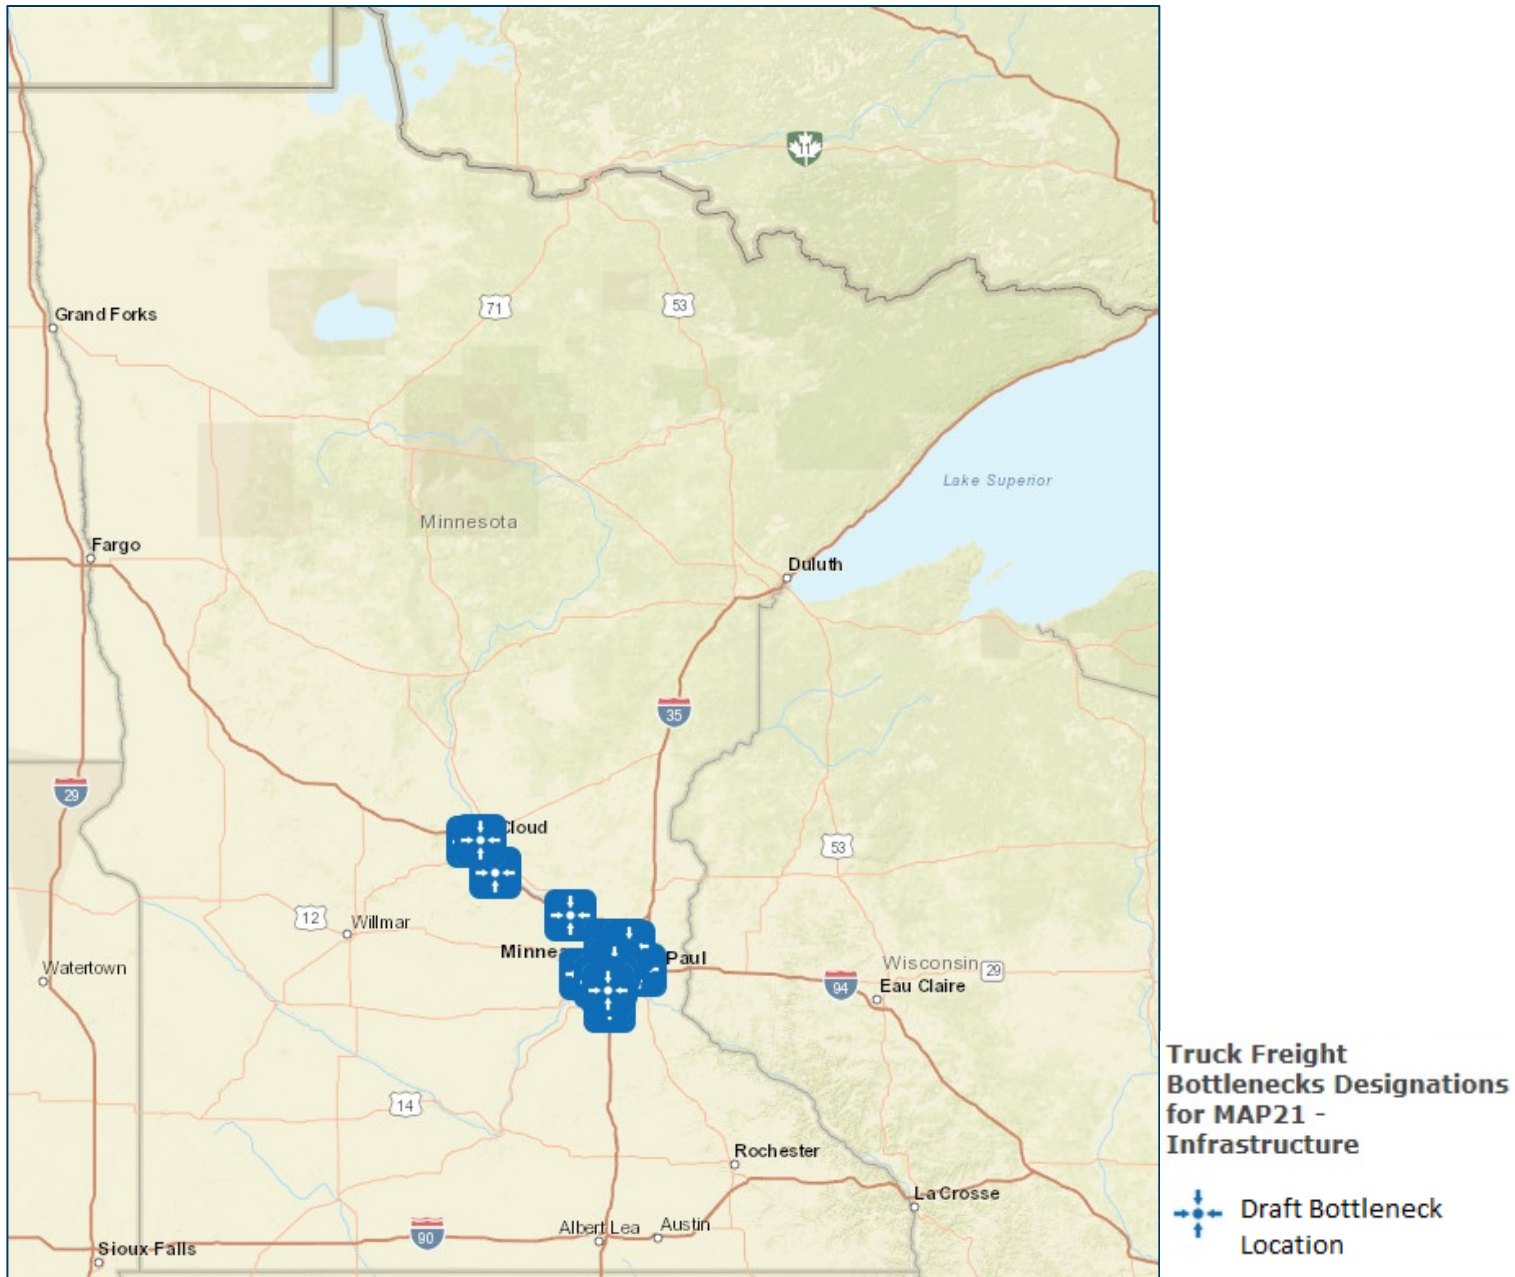 11
71
53
Grand Forks
Lake Superior
Minnesota
Fargo
Duluth
35
29
Cloud
53
12
Willmar
Minnea
Paul
Watertown
Wisconsin
29
94
Eau Claire
14
Rochester
La Crosse
Albert Lea
Austin
90
Sioux Falls
Truck Freight
Bottlenecks Designations
for MAP21 -
Infrastructure
Draft Bottleneck
Location